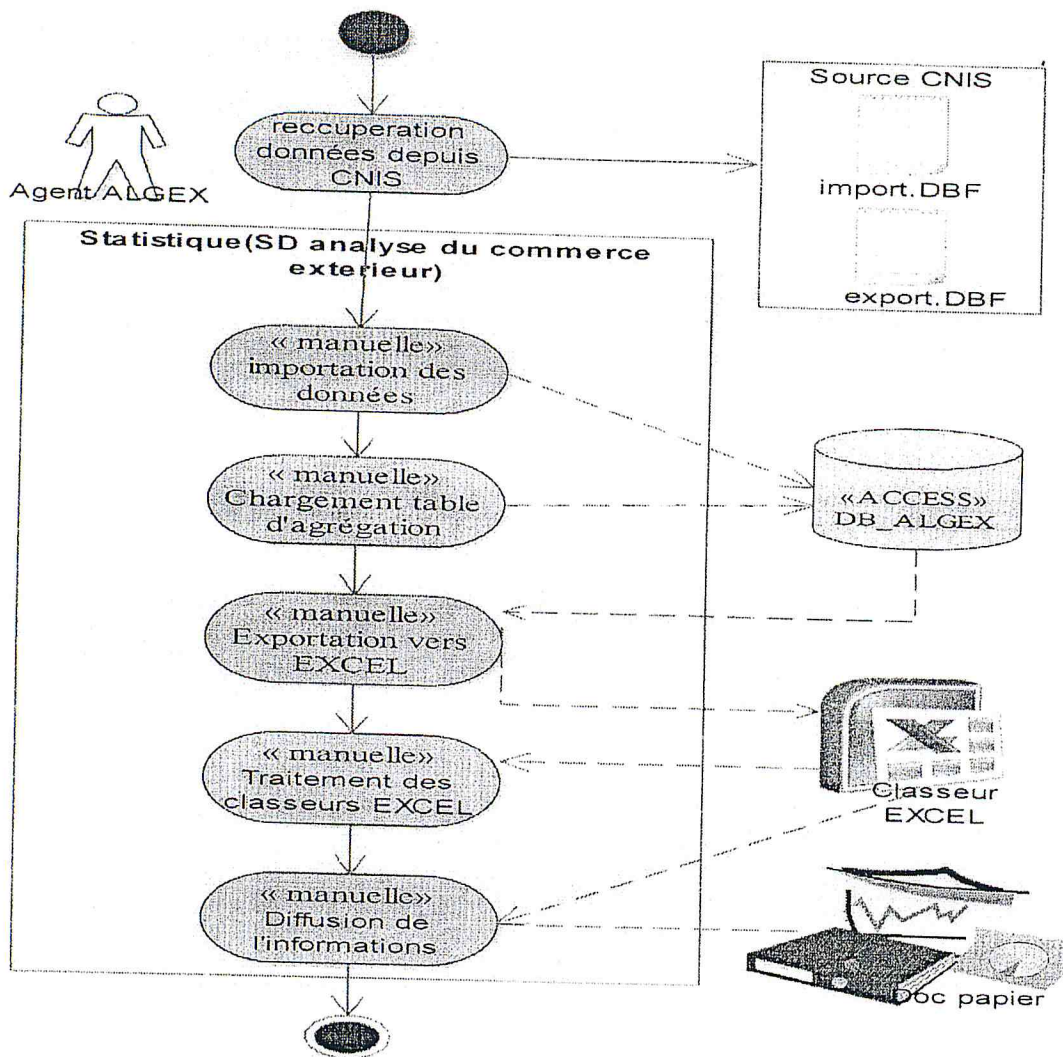 Source CNIS
import.DBF
export.DBF
reccuperation
données depuis
CNIS
Agent ALGEX
Statistique(SD analyse du commerce
exterieur)
« manuelle»
importation des
données
« manuelle»
Chargement table
d'agrégation
«ACCESS»
DB_ALGEX
« manuelle»
Exportation vers
EXCEL
« manuelle»
Traitement des
classeurs EXCEL
Classeur
EXCEL
« manuelle»
Diffusion de
l'informations
Doc papier